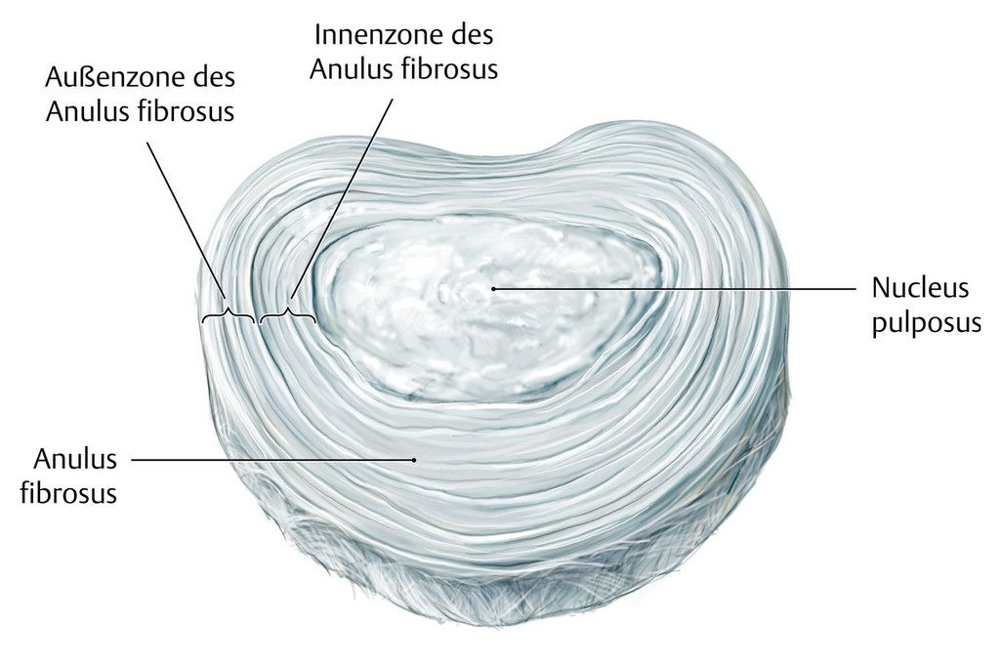 Innenzone des
Anulus fibrosus
Außenzone des
Anulus fibrosus
Nucleus
pulposus
Anulus
fibrosus